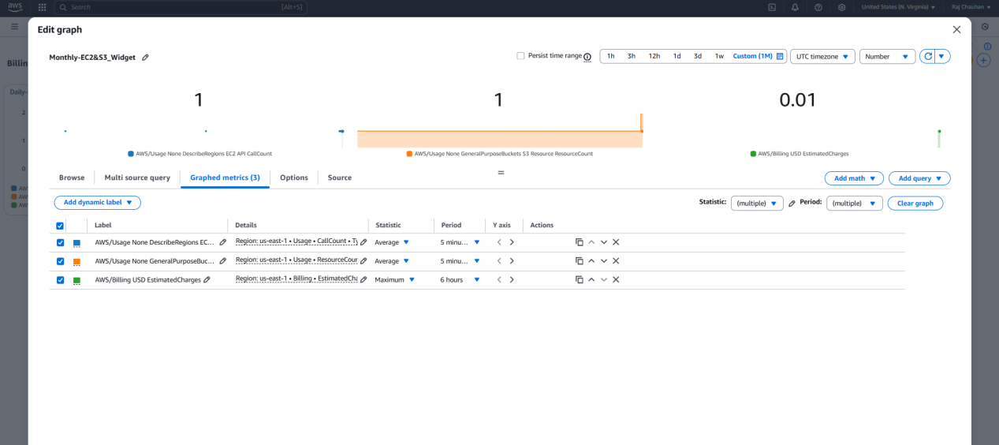 aws Search [Alt+S] United States (N. Virginia) Raj Chauhan
Edit graph
Billin
Monthly-EC2&S3_Widget Persist time range 1h 3h 12h 1d 3d 1w Custom (1M) UTC timezone Number
Daily-
2
1
0
AW
AW
AW
1 1 0.01
AWS/Usage None DescribeRegions EC2 API CallCount AWS/Usage None GeneralPurposeBuckets S3 Resource ResourceCount AWS/Billing USD EstimatedCharges
Browse Multi source query Graphed metrics (3) Options Source Add math Add query
Add dynamic label Statistic: (multiple) Period: (multiple) Clear graph
Label Details Statistic Period Y axis Actions
AWS/Usage None DescribeRegions EC... Region: us-east-1 • Usage • CallCount • Ty Average 5 minu...
AWS/Usage None GeneralPurposeBuc... Region: us-east-1 • Usage • ResourceCour Average 5 minu...
AWS/Billing USD EstimatedCharges Region: us-east-1 • Billing • EstimatedCha Maximum 6 hours